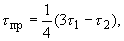 τпр = 1/4 (3τ1 − τ2),